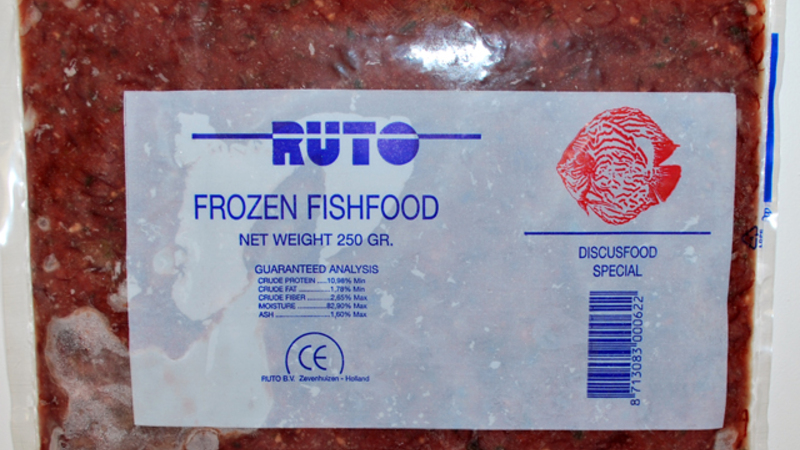 RUTO
FROZEN FISHFOOD
NET WEIGHT 250 GR.
GUARANTEED ANALYSIS
CRUDE PROTEIN .....10,98% Min
CRUDE FAT .............1,78% Min
CRUDE FIBER ..........2,65% Max
MOISTURE .............82,90% Max
ASH ........................1,60% Max
CE
RUTO B.V. Zevenhuizen - Holland
DISCUSFOOD
SPECIAL
8 713083 000622